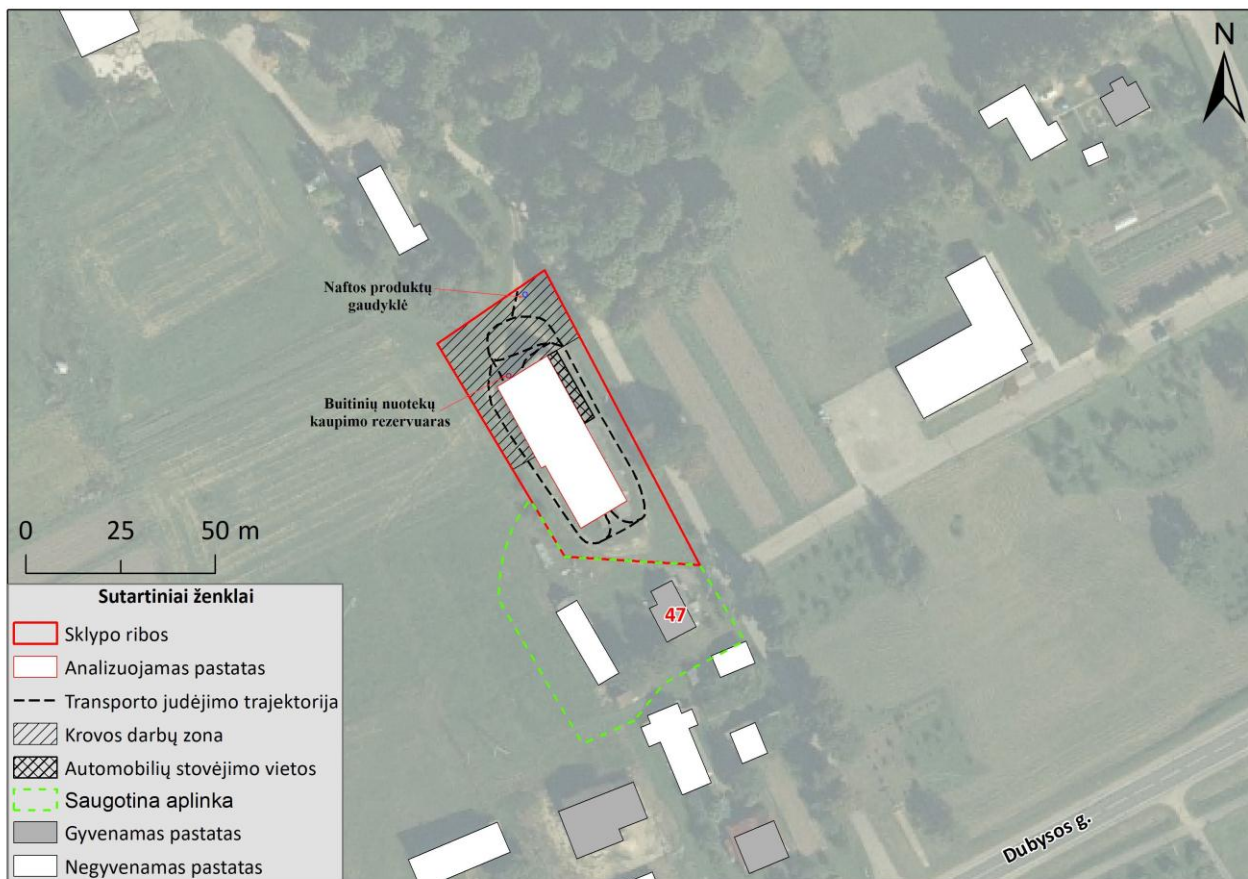 N
Naftos produktų
gaudyklė
Buitinių nuotekų
kaupimo rezervuaras
0 25 50 m
47
Sutartiniai ženklai
Sklypo ribos
Analizuojamas pastatas
Transporto judėjimo trajektorija
Krovos darbų zona
Automobilių stovėjimo vietos
Saugotina aplinka
Gyvenamas pastatas
Negyvenamas pastatas
Dubysos g.